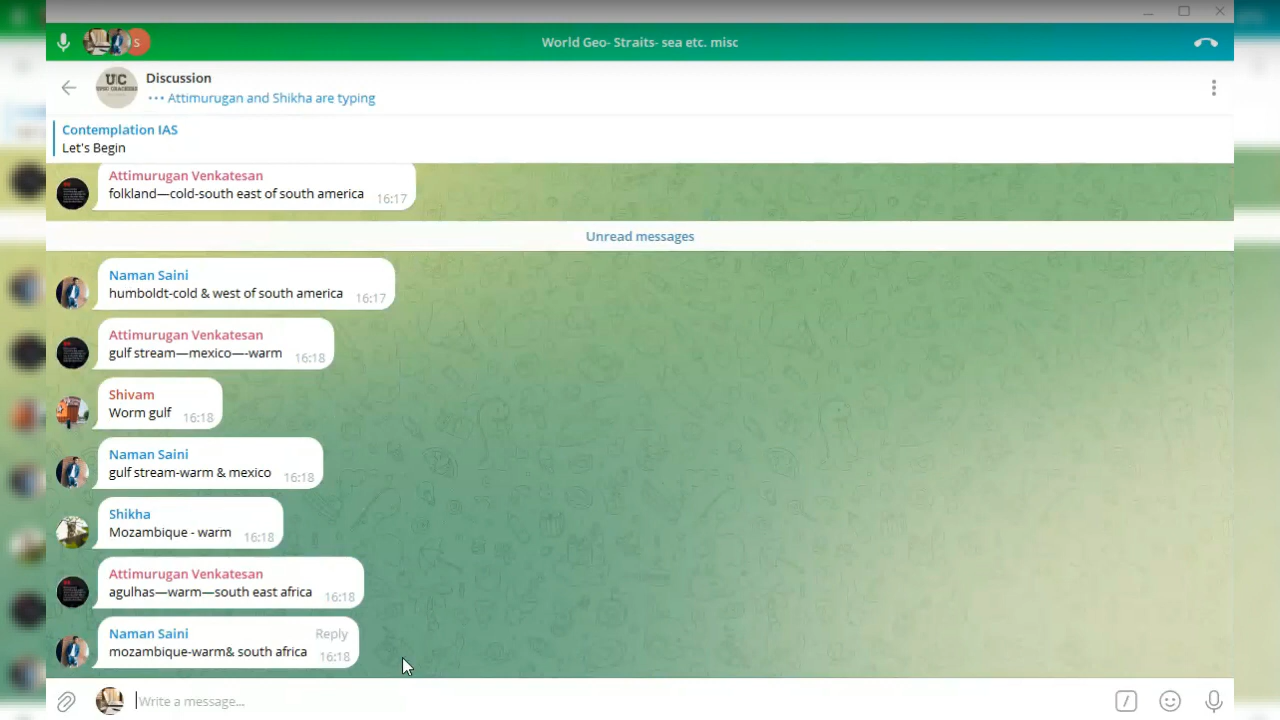 S
World Geo- Straits- sea etc. misc
UC
UPSC CRACKERS
Discussion
Attimurugan and Shikha are typing
Contemplation IAS
Let's Begin
Attimurugan Venkatesan
folkland—cold-south east of south america 16:17
Unread messages
Naman Saini
humboldt-cold & west of south america 16:17
Attimurugan Venkatesan
gulf stream—mexico—-warm 16:18
Shivam
Worm gulf 16:18
Naman Saini
gulf stream-warm & mexico 16:18
Shikha
Mozambique - warm 16:18
Attimurugan Venkatesan
agulhas—warm—south east africa 16:18
Naman Saini Reply
mozambique-warm& south africa 16:18
Write a message...